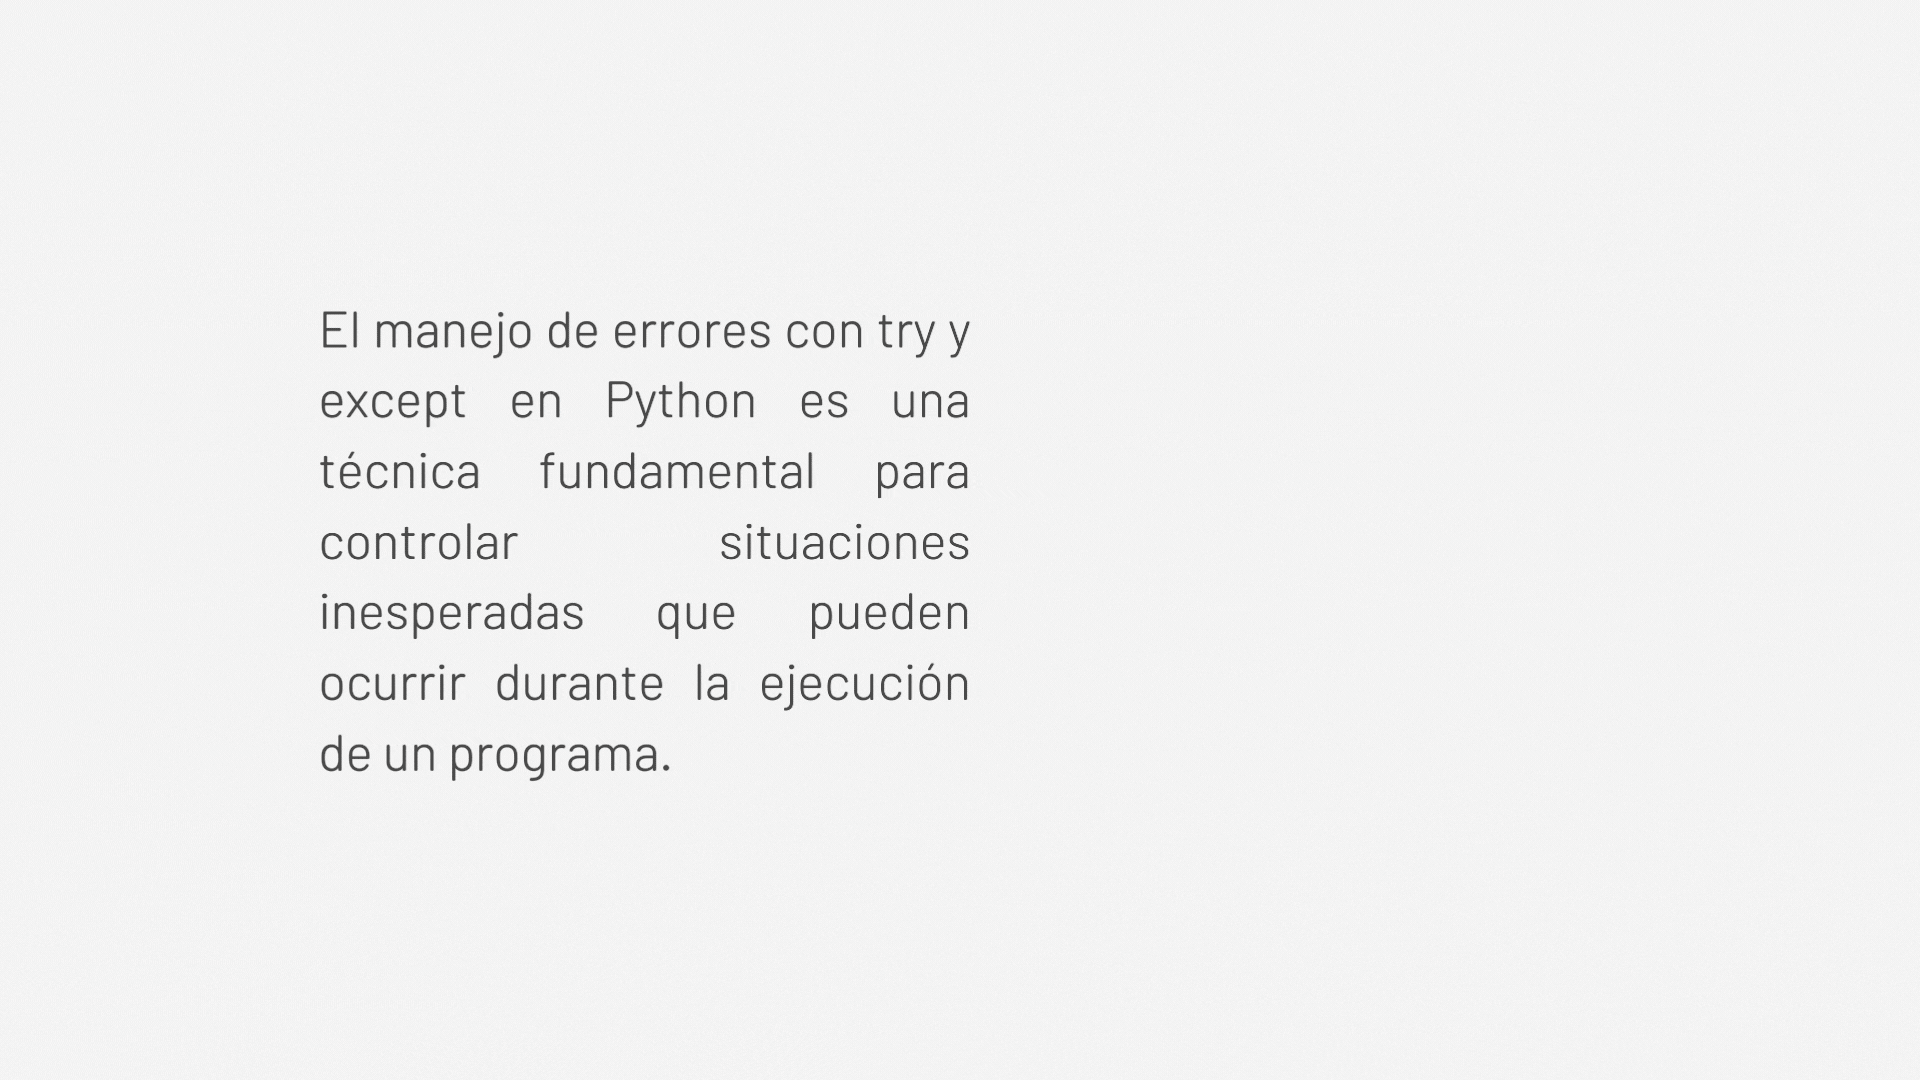 El manejo de errores con try y
except en Python es una
técnica fundamental para
controlar situaciones
inesperadas que pueden
ocurrir durante la ejecución
de un programa.